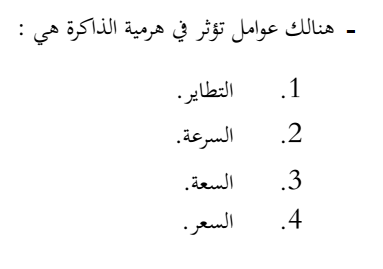 - هنالك عوامل تؤثر في هرمية الذاكرة هي :
1. التطاير.
2. السرعة.
3. السعة.
4. السعر.